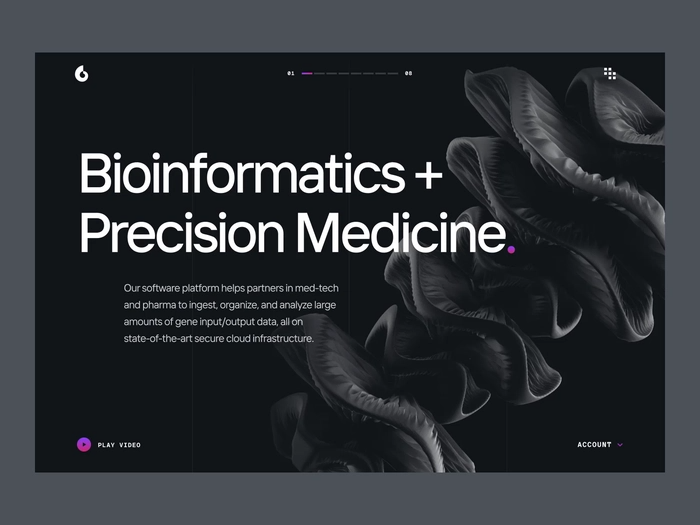 01 08
Bioinformatics +
Precision Medicine.
Our software platform helps partners in med-tech
and pharma to ingest, organize, and analyze large
amounts of gene input/output data, all on
state-of-the-art secure cloud infrastructure.
PLAY VIDEO
ACCOUNT